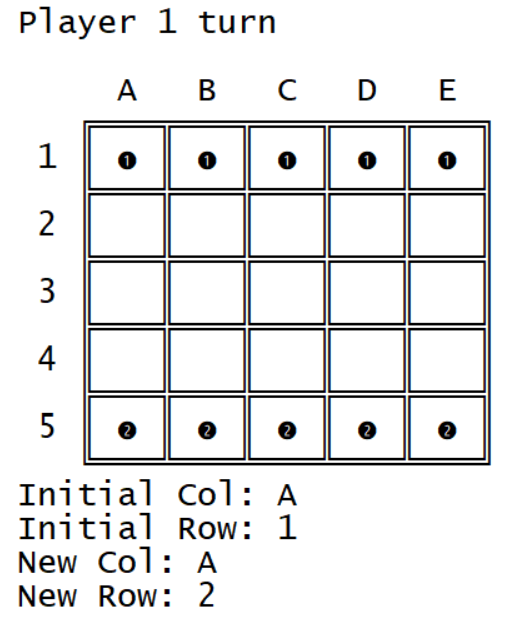 Player 1 turn
A B C D E
1 ❶ ❶ ❶ ❶ ❶
2
3
4
5 ❷ ❷ ❷ ❷ ❷
Initial Col: A
Initial Row: 1
New Col: A
New Row: 2